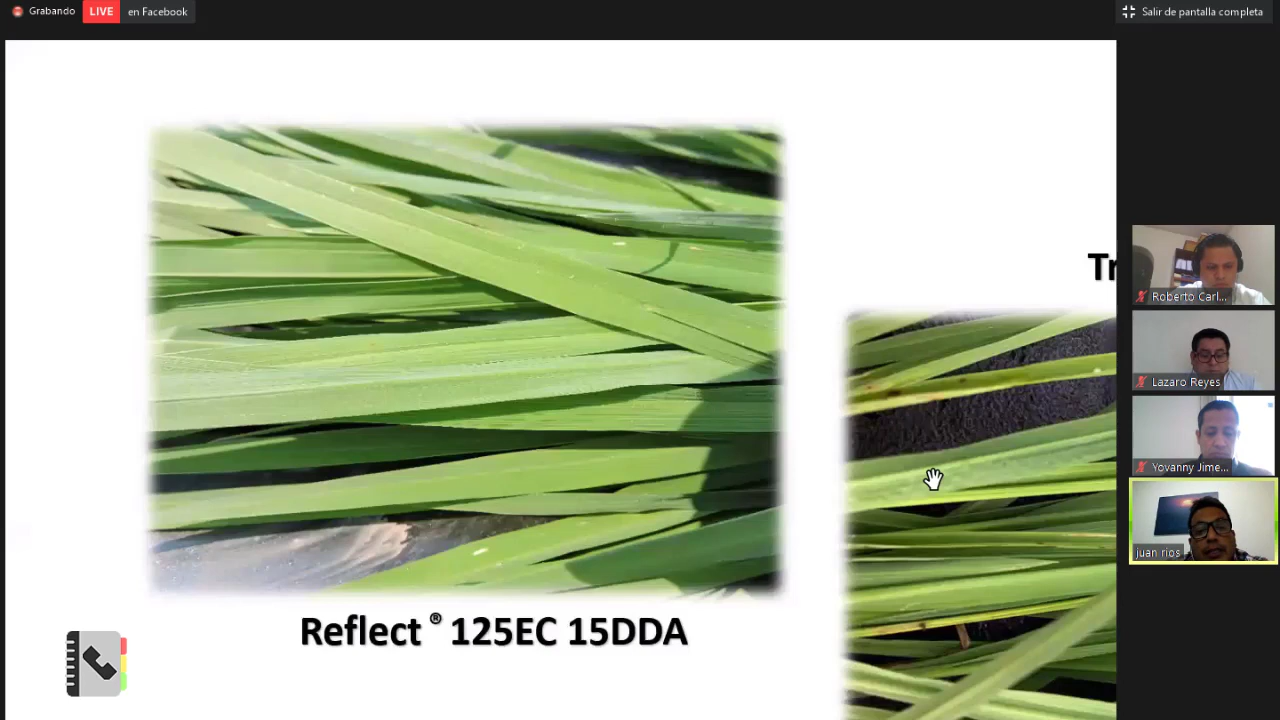 Grabando
LIVE
en Facebook
Salir de pantalla completa
Tr
Reflect ® 125EC 15DDA
Roberto Carl...
Lazaro Reyes
Yovanny Jime...
juan rios